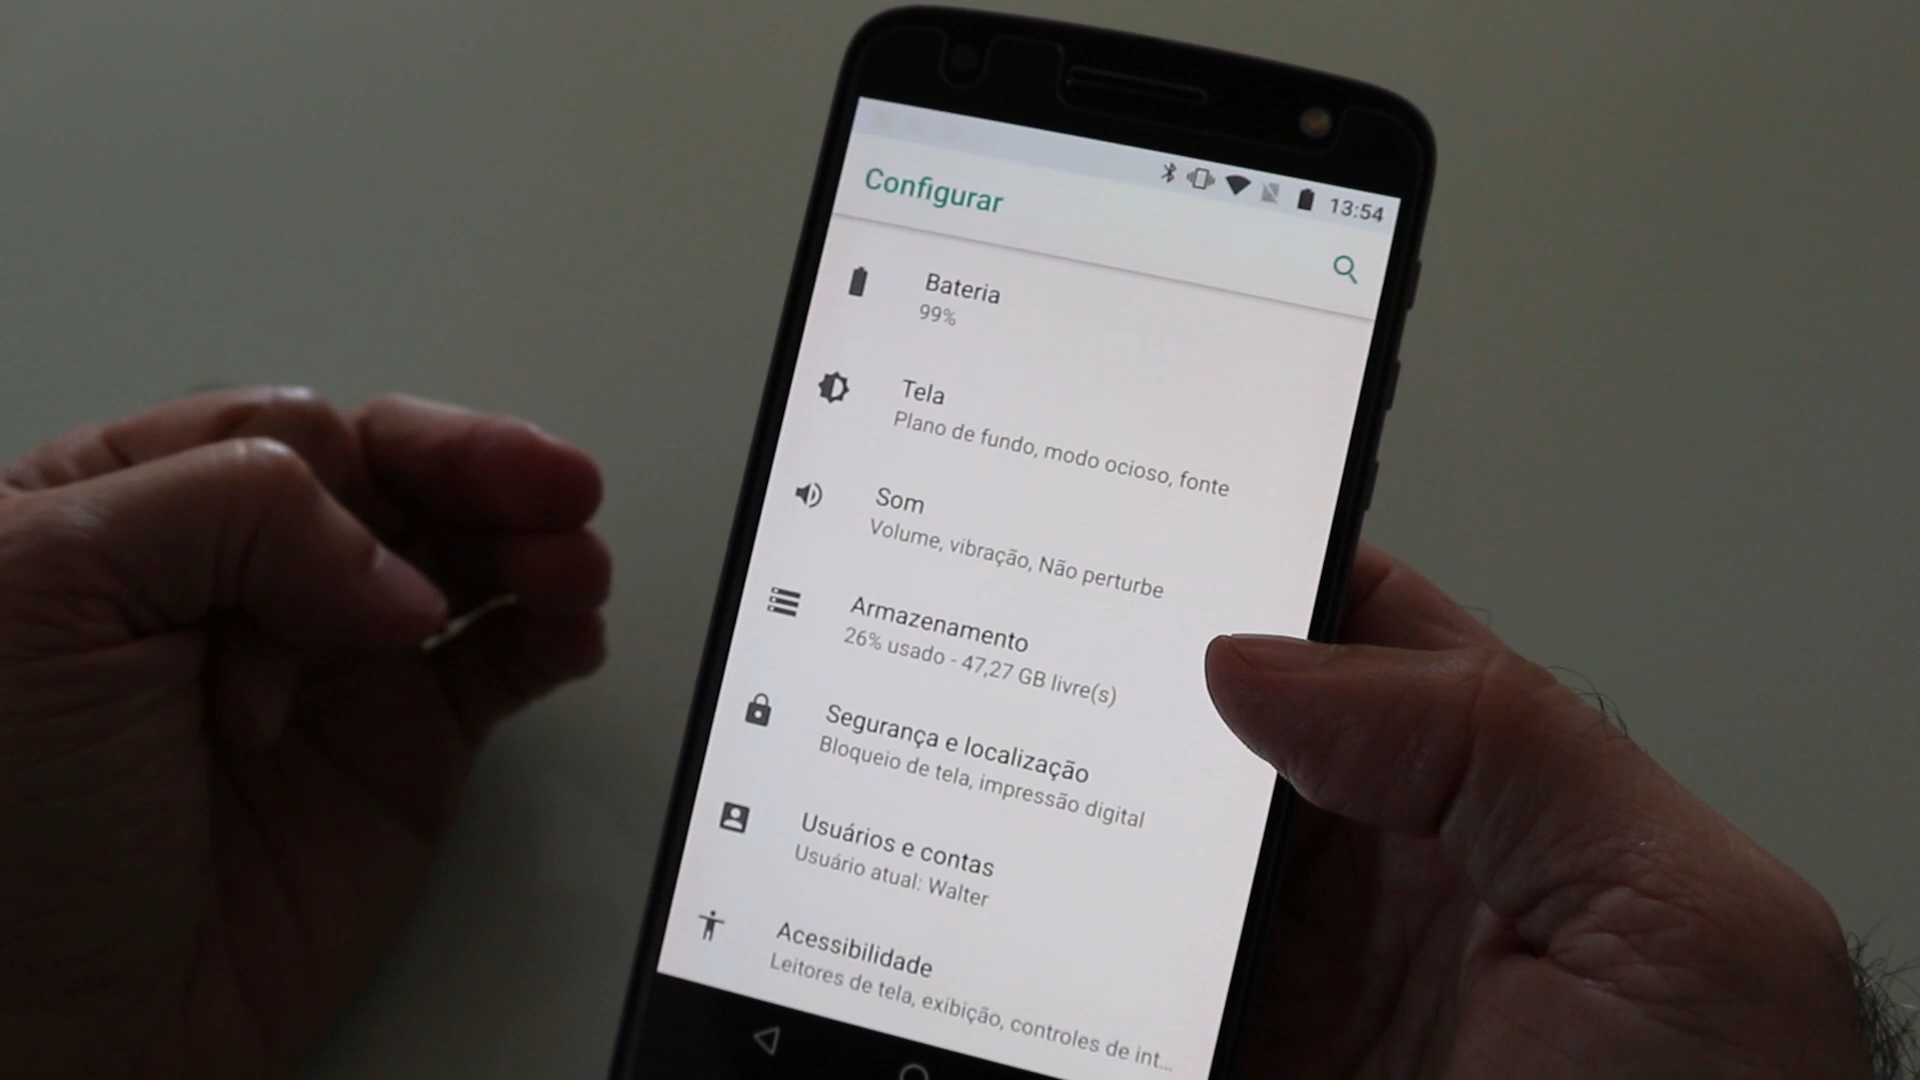 13:54
Configurar
Bateria
99%
Tela
Plano de fundo, modo ocioso, fonte
Som
Volume, vibração, Não perturbe
Armazenamento
26% usado - 47,27 GB livre(s)
Segurança e localização
Bloqueio de tela, impressão digital
Usuários e contas
Usuário atual: Walter
Acessibilidade
Leitores de tela, exibição, controles de int...